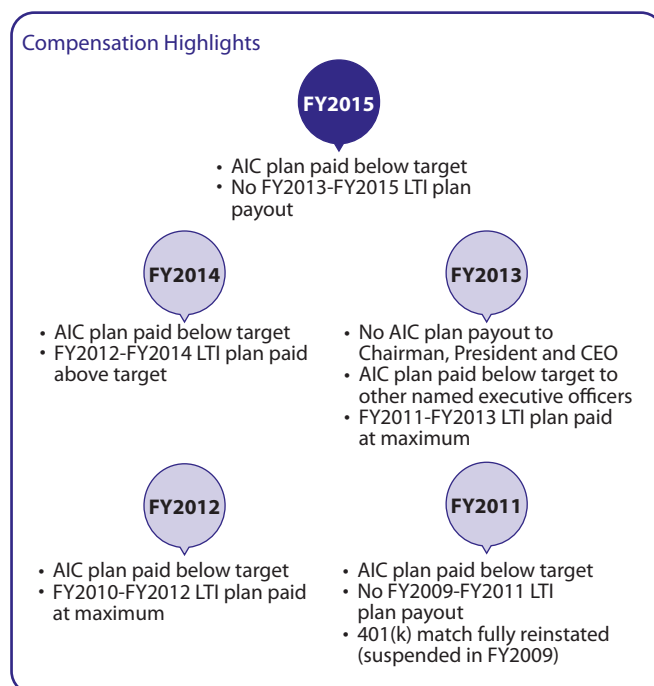 Compensation Highlights
FY2015
• AIC plan paid below target
• No FY2013-FY2015 LTI plan
payout
FY2014
• AIC plan paid below target
• FY2012-FY2014 LTI plan paid
above target
FY2013
• No AIC plan payout to
Chairman, President and CEO
• AIC plan paid below target to
other named executive officers
• FY2011-FY2013 LTI plan paid
at maximum
FY2012
• AIC plan paid below target
• FY2010-FY2012 LTI plan paid
at maximum
FY2011
• AIC plan paid below target
• No FY2009-FY2011 LTI
plan payout
• 401(k) match fully reinstated
(suspended in FY2009)